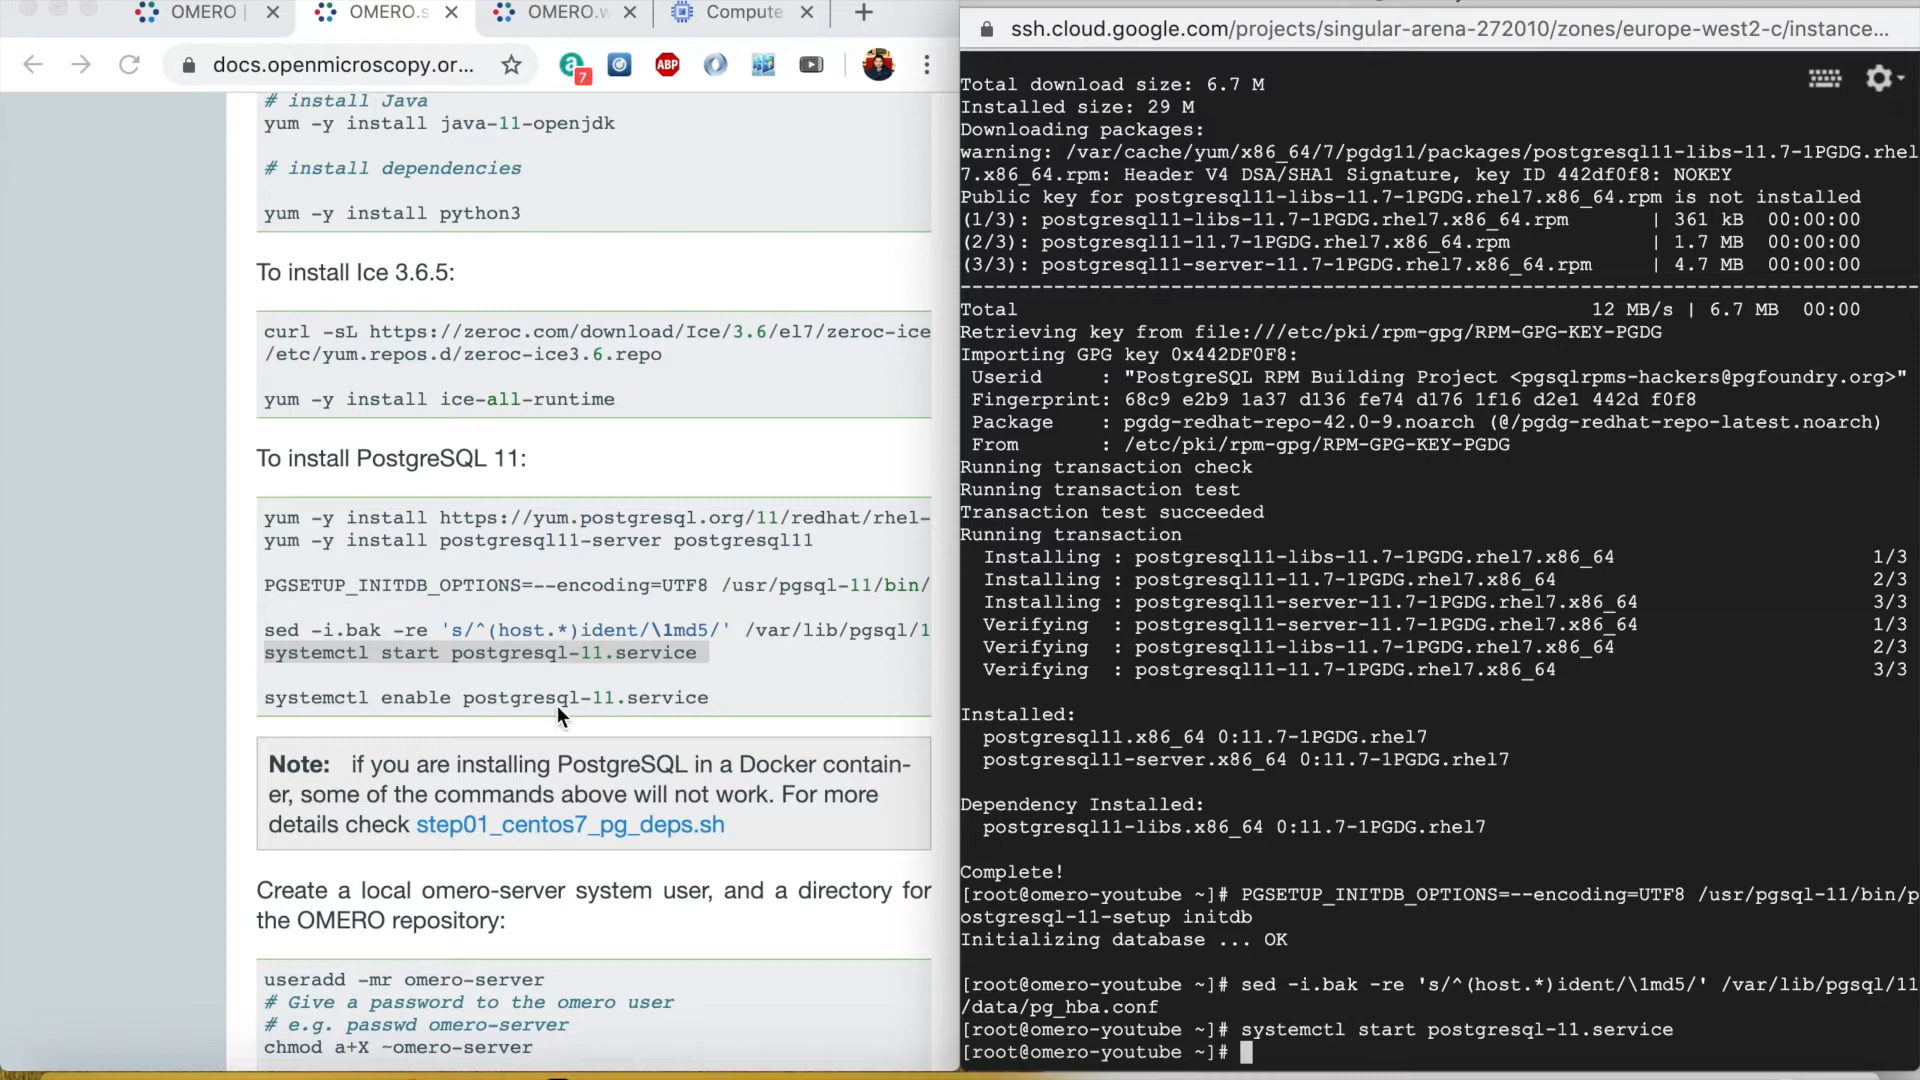 OMERO |
OMERO.s
OMERO.w
Compute
docs.openmicroscopy.or...
7
ABP
# install Java
yum -y install java-11-openjdk
# install dependencies
yum -y install python3
To install Ice 3.6.5:
curl -sL https://zeroc.com/download/Ice/3.6/el7/zeroc-ice
/etc/yum.repos.d/zeroc-ice3.6.repo
yum -y install ice-all-runtime
To install PostgreSQL 11:
yum -y install https://yum.postgresql.org/11/redhat/rhel-
yum -y install postgresql11-server postgresql11
PGSETUP_INITDB_OPTIONS=--encoding=UTF8 /usr/pgsql-11/bin/
sed -i.bak -re 's/^(host.*)ident/\1md5/' /var/lib/pgsql/1
systemctl start postgresql-11.service
systemctl enable postgresql-11.service
Note: if you are installing PostgreSQL in a Docker contain-
er, some of the commands above will not work. For more
details check step01_centos7_pg_deps.sh
Create a local omero-server system user, and a directory for
the OMERO repository:
useradd -mr omero-server
# Give a password to the omero user
# e.g. passwd omero-server
chmod a+X ~omero-server
ssh.cloud.google.com/projects/singular-arena-272010/zones/europe-west2-c/instance...
Total download size: 6.7 M
Installed size: 29 M
Downloading packages:
warning: /var/cache/yum/x86_64/7/pgdg11/packages/postgresql11-libs-11.7-1PGDG.rhel
7.x86_64.rpm: Header V4 DSA/SHA1 Signature, key ID 442df0f8: NOKEY
Public key for postgresql11-libs-11.7-1PGDG.rhel7.x86_64.rpm is not installed
(1/3): postgresql11-libs-11.7-1PGDG.rhel7.x86_64.rpm | 361 kB 00:00:00
(2/3): postgresql11-11.7-1PGDG.rhel7.x86_64.rpm | 1.7 MB 00:00:00
(3/3): postgresql11-server-11.7-1PGDG.rhel7.x86_64.rpm | 4.7 MB 00:00:00
--------------------------------------------------------------------------------
Total 12 MB/s | 6.7 MB 00:00
Retrieving key from file:///etc/pki/rpm-gpg/RPM-GPG-KEY-PGDG
Importing GPG key 0x442DF0F8:
Userid : "PostgreSQL RPM Building Project <pgsqlrpms-hackers@pgfoundry.org>"
Fingerprint: 68c9 e2b9 1a37 d136 fe74 d176 1f16 d2e1 442d f0f8
Package : pgdg-redhat-repo-42.0-9.noarch (@/pgdg-redhat-repo-latest.noarch)
From : /etc/pki/rpm-gpg/RPM-GPG-KEY-PGDG
Running transaction check
Running transaction test
Transaction test succeeded
Running transaction
Installing : postgresql11-libs-11.7-1PGDG.rhel7.x86_64 1/3
Installing : postgresql11-11.7-1PGDG.rhel7.x86_64 2/3
Installing : postgresql11-server-11.7-1PGDG.rhel7.x86_64 3/3
Verifying : postgresql11-server-11.7-1PGDG.rhel7.x86_64 1/3
Verifying : postgresql11-libs-11.7-1PGDG.rhel7.x86_64 2/3
Verifying : postgresql11-11.7-1PGDG.rhel7.x86_64 3/3
Installed:
postgresql11.x86_64 0:11.7-1PGDG.rhel7
postgresql11-server.x86_64 0:11.7-1PGDG.rhel7
Dependency Installed:
postgresql11-libs.x86_64 0:11.7-1PGDG.rhel7
Complete!
[root@omero-youtube ~]# PGSETUP_INITDB_OPTIONS=--encoding=UTF8 /usr/pgsql-11/bin/p
ostgresql-11-setup initdb
Initializing database ... OK
[root@omero-youtube ~]# sed -i.bak -re 's/^(host.*)ident/\1md5/' /var/lib/pgsql/11
/data/pg_hba.conf
[root@omero-youtube ~]# systemctl start postgresql-11.service
[root@omero-youtube ~]#